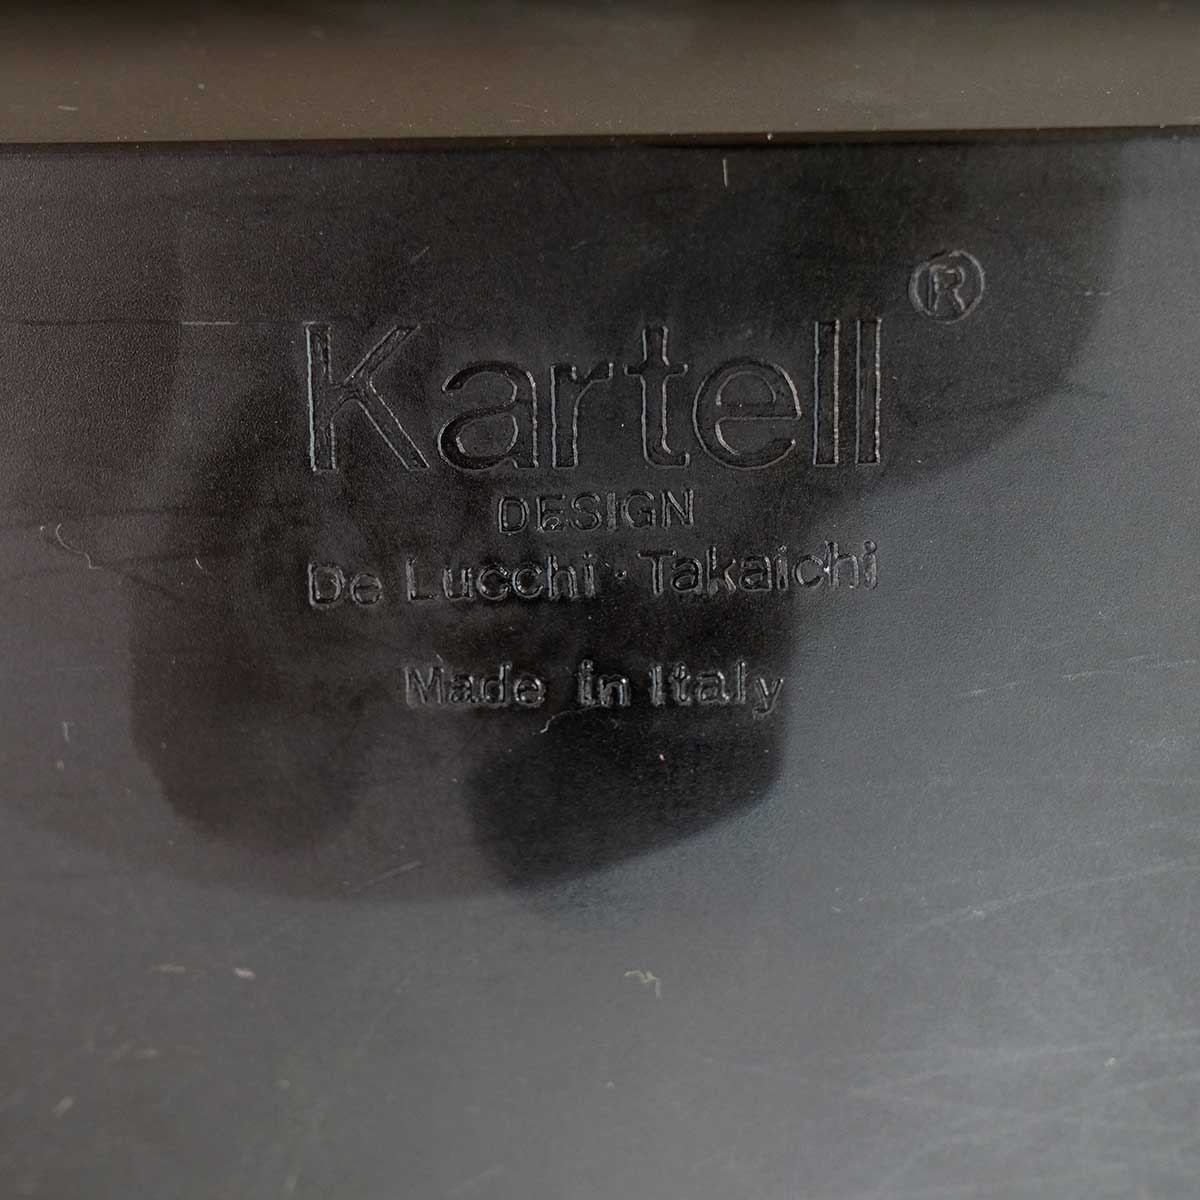 Kartell®
DESIGN
De Lucchi · Takaichi
Made in Italy